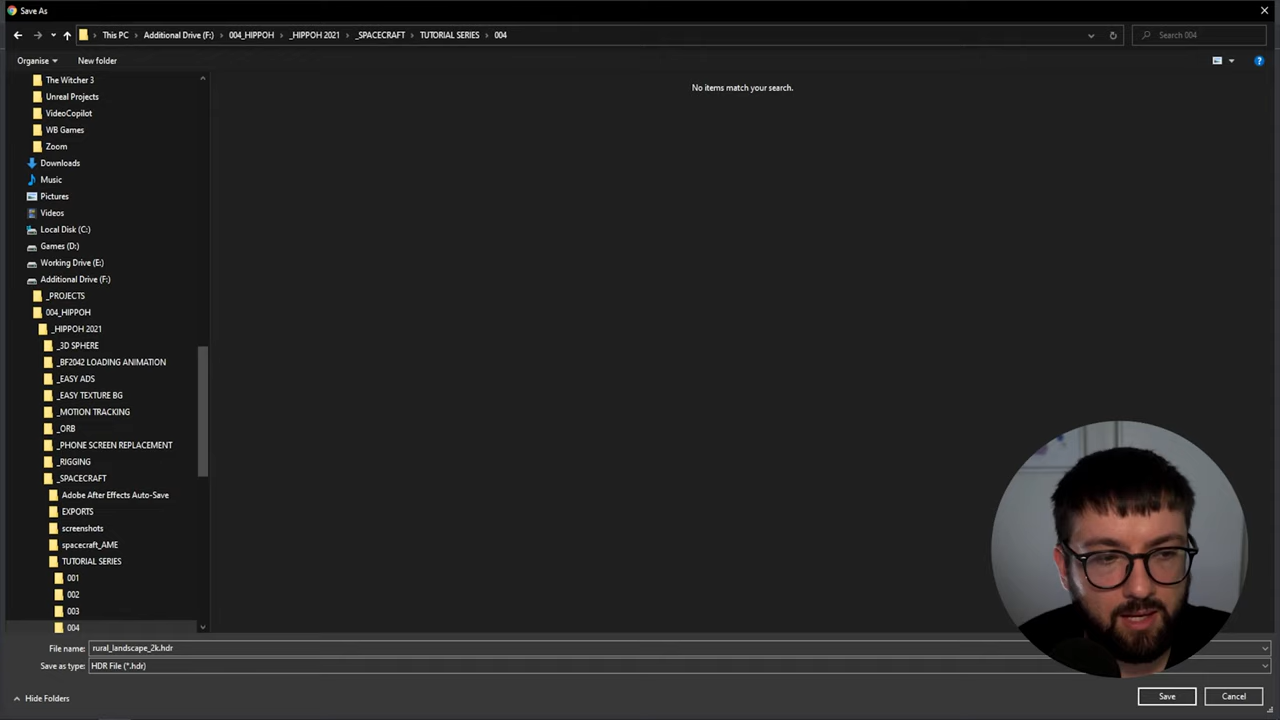 Save As
This PC
Additional Drive (F:)
004_HIPPOH
_HIPPOH 2021
_SPACECRAFT
TUTORIAL SERIES
004
Search 004
Organise
New folder
No items match your search.
The Witcher 3
Unreal Projects
VideoCopilot
WB Games
Zoom
Downloads
Music
Pictures
Videos
Local Disk (C:)
Games (D:)
Working Drive (E:)
Additional Drive (F:)
_PROJECTS
004_HIPPOH
_HIPPOH 2021
_3D SPHERE
_BF2042 LOADING ANIMATION
_EASY ADS
_EASY TEXTURE BG
_MOTION TRACKING
_ORB
_PHONE SCREEN REPLACEMENT
_RIGGING
_SPACECRAFT
Adobe After Effects Auto-Save
EXPORTS
screenshots
spacecraft_AME
TUTORIAL SERIES
001
002
003
004
File name: rural_landscape_2k.hdr
Save as type: HDR File (*.hdr)
Hide Folders
Save
Cancel